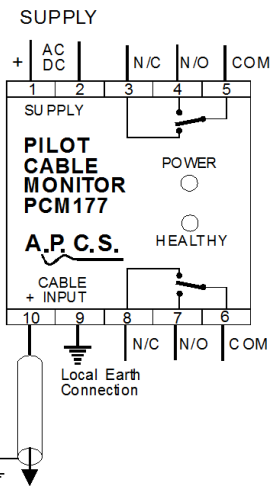 SUPPLY
+ AC DC N/C N/O COM
1 2 3 4 5
SUPPLY
PILOT
CABLE
MONITOR
PCM177
POWER
A.P.C.S.
HEALTHY
CABLE
+ INPUT
10 9 8 7 6
N/C N/O COM
Local Earth
Connection